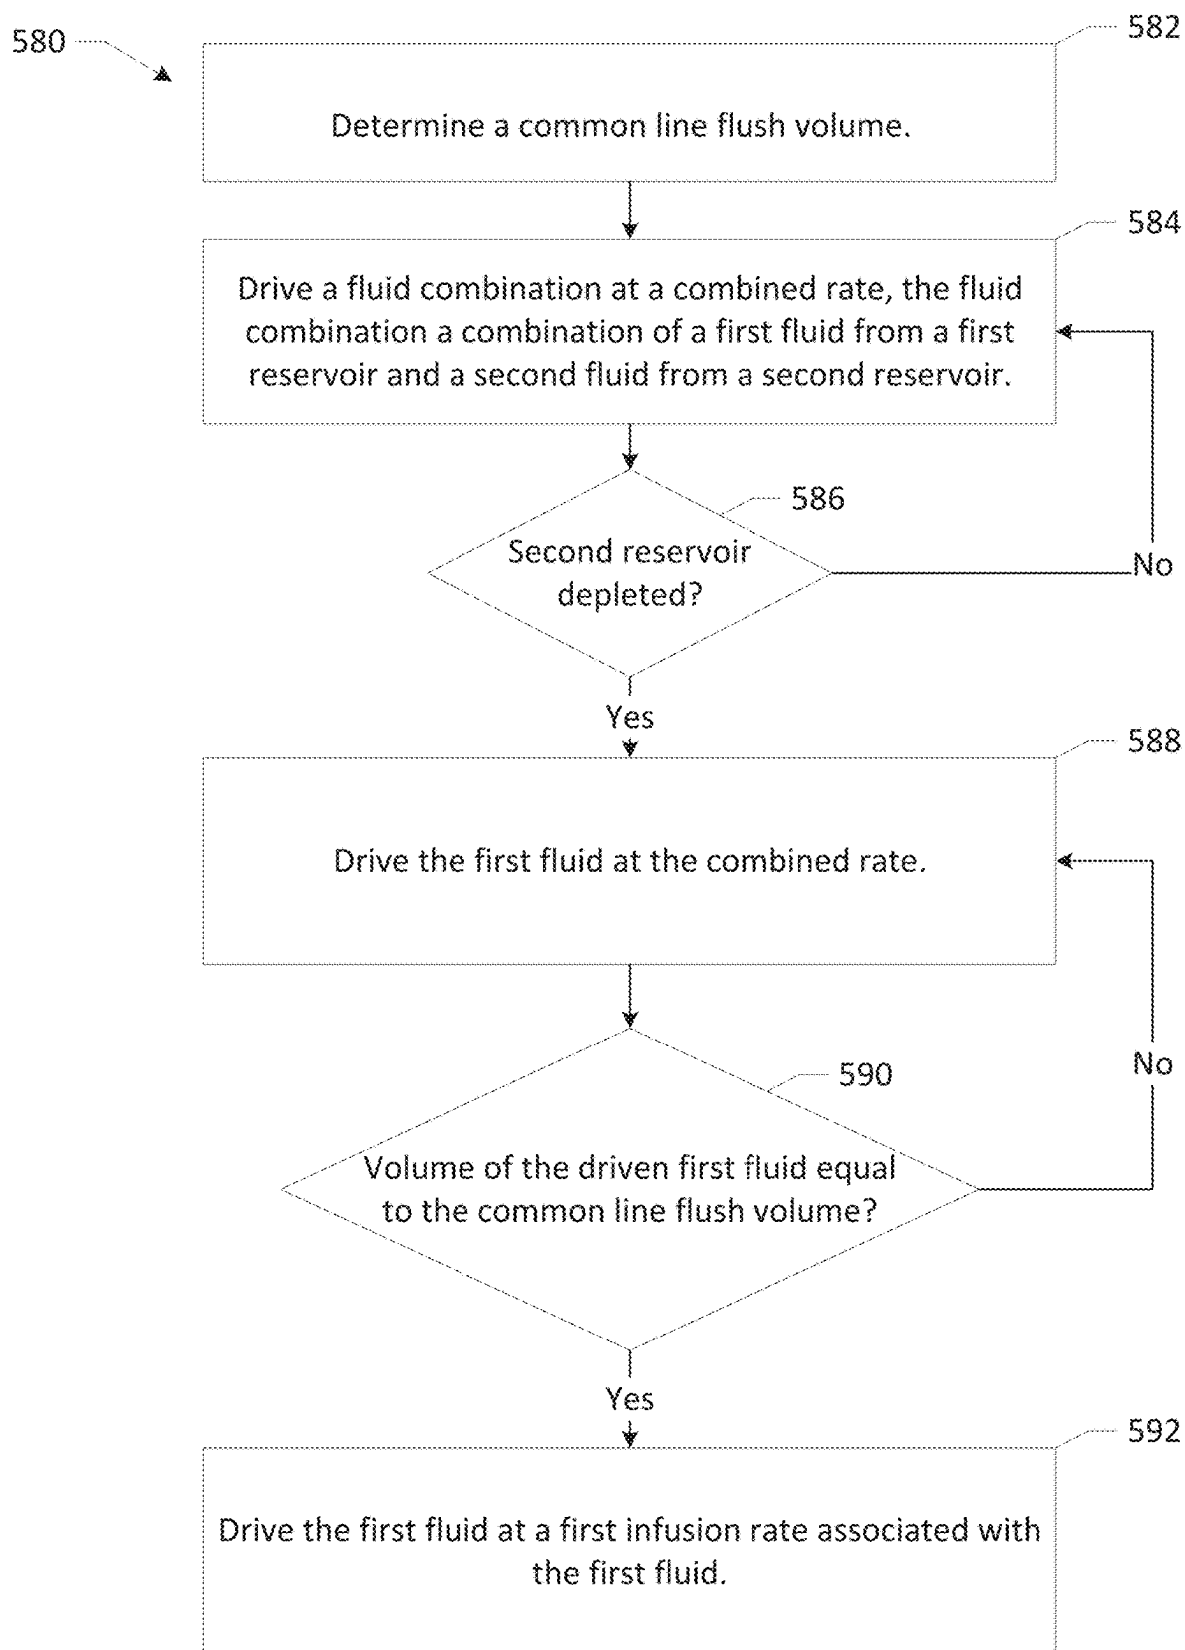 580
582
Determine a common line flush volume.
584
Drive a fluid combination at a combined rate, the fluid
combination a combination of a first fluid from a first
reservoir and a second fluid from a second reservoir.
586
Second reservoir
depleted?
No
Yes
588
Drive the first fluid at the combined rate.
590
No
Volume of the driven first fluid equal
to the common line flush volume?
Yes
592
Drive the first fluid at a first infusion rate associated with
the first fluid.